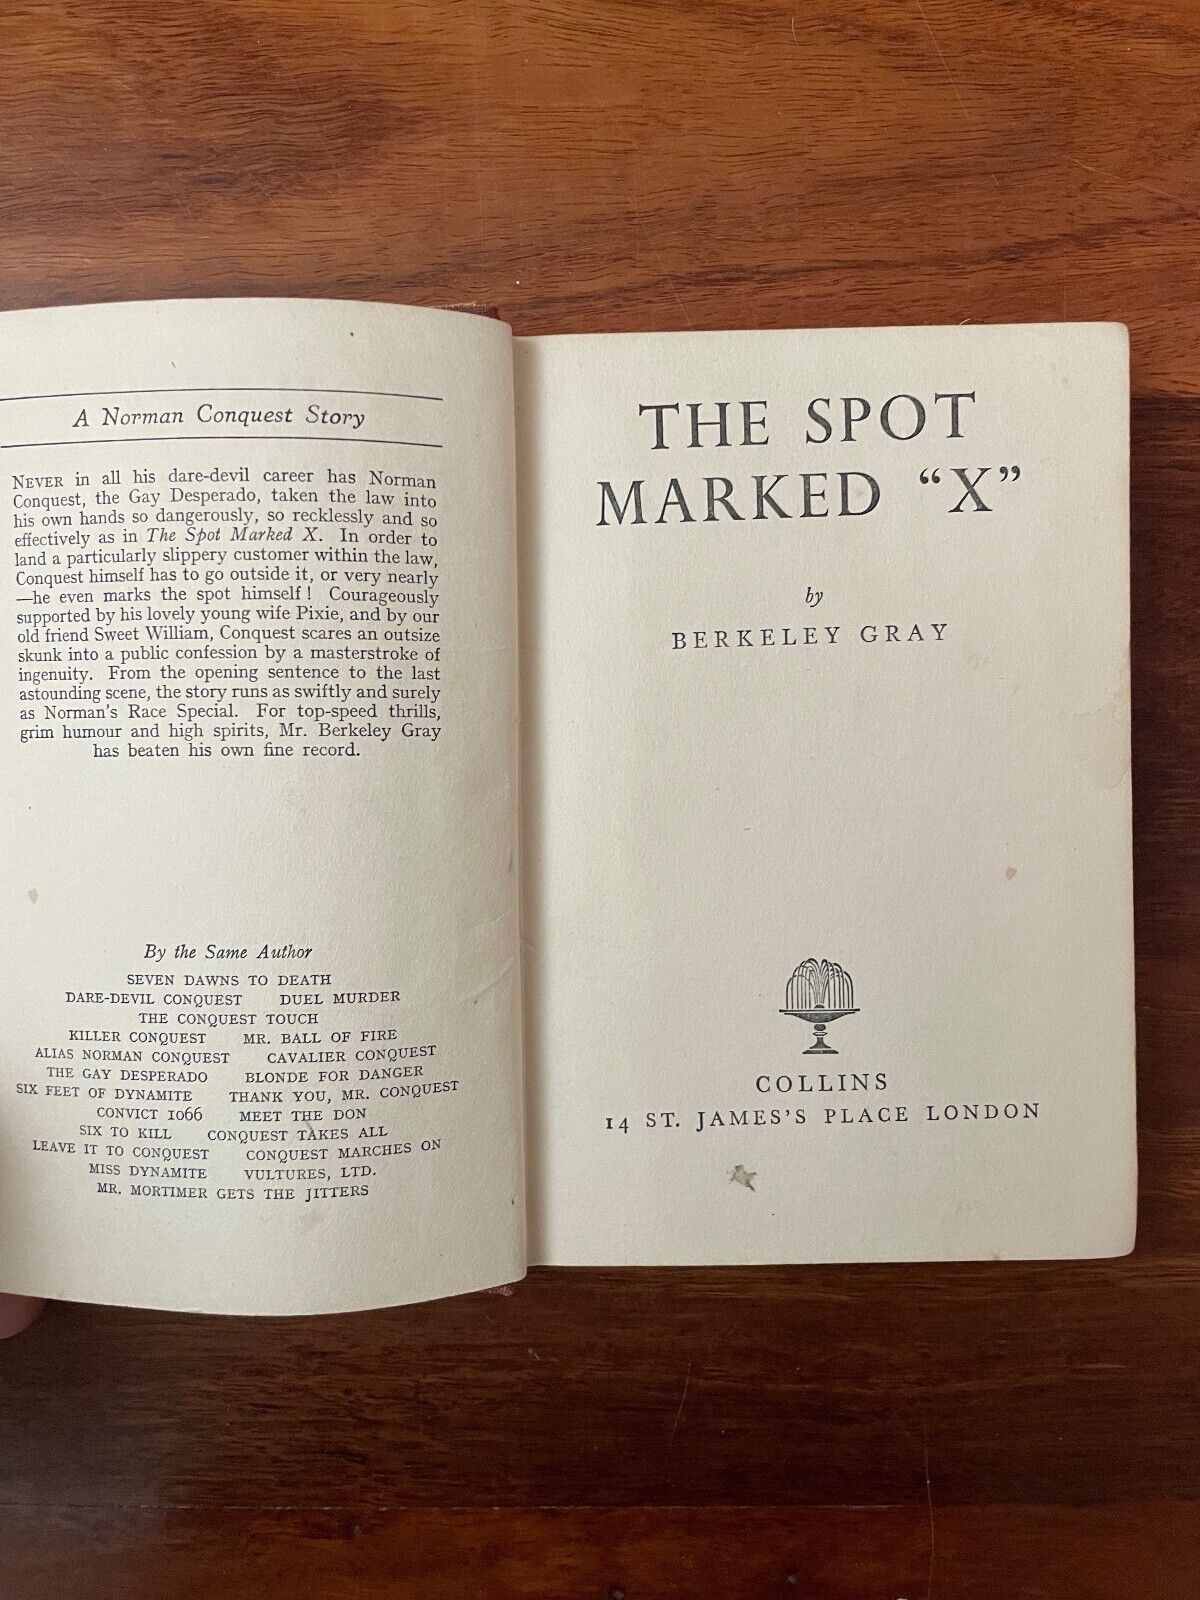 A Norman Conquest Story
NEVER in all his dare-devil career has Norman
Conquest, the Gay Desperado, taken the law into
his own hands so dangerously, so recklessly and so
effectively as in The Spot Marked X. In order to
land a particularly slippery customer within the law,
Conquest himself has to go outside it, or very nearly
—he even marks the spot himself! Courageously
supported by his lovely young wife Pixie, and by our
old friend Sweet William, Conquest scares an outsize
skunk into a public confession by a masterstroke of
ingenuity. From the opening sentence to the last
astounding scene, the story runs as swiftly and surely
as Norman's Race Special. For top-speed thrills,
grim humour and high spirits, Mr. Berkeley Gray
has beaten his own fine record.
By the Same Author
SEVEN DAWNS TO DEATH
DARE-DEVIL CONQUEST DUEL MURDER
THE CONQUEST TOUCH
KILLER CONQUEST MR. BALL OF FIRE
ALIAS NORMAN CONQUEST CAVALIER CONQUEST
THE GAY DESPERADO BLONDE FOR DANGER
SIX FEET OF DYNAMITE THANK YOU, MR. CONQUEST
CONVICT 1066 MEET THE DON
SIX TO KILL CONQUEST TAKES ALL
LEAVE IT TO CONQUEST CONQUEST MARCHES ON
MISS DYNAMITE VULTURES, LTD.
MR. MORTIMER GETS THE JITTERS
THE SPOT
MARKED “X”
by
BERKELEY GRAY
COLLINS
14 ST. JAMES'S PLACE LONDON